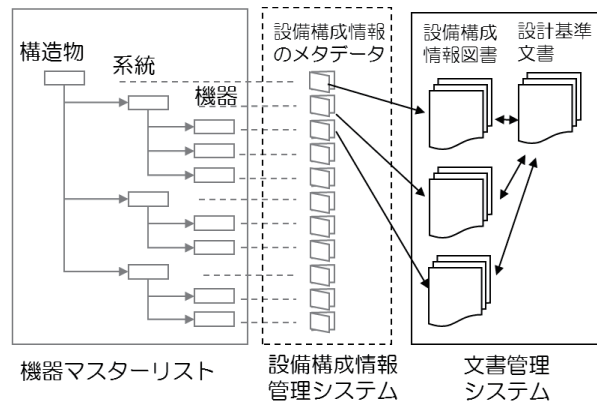 構造物
系統
機器
設備構成情報
のメタデータ
設備構成
情報図書
設計基準
文書
機器マスターリスト
設備構成情報
管理システム
文書管理
システム